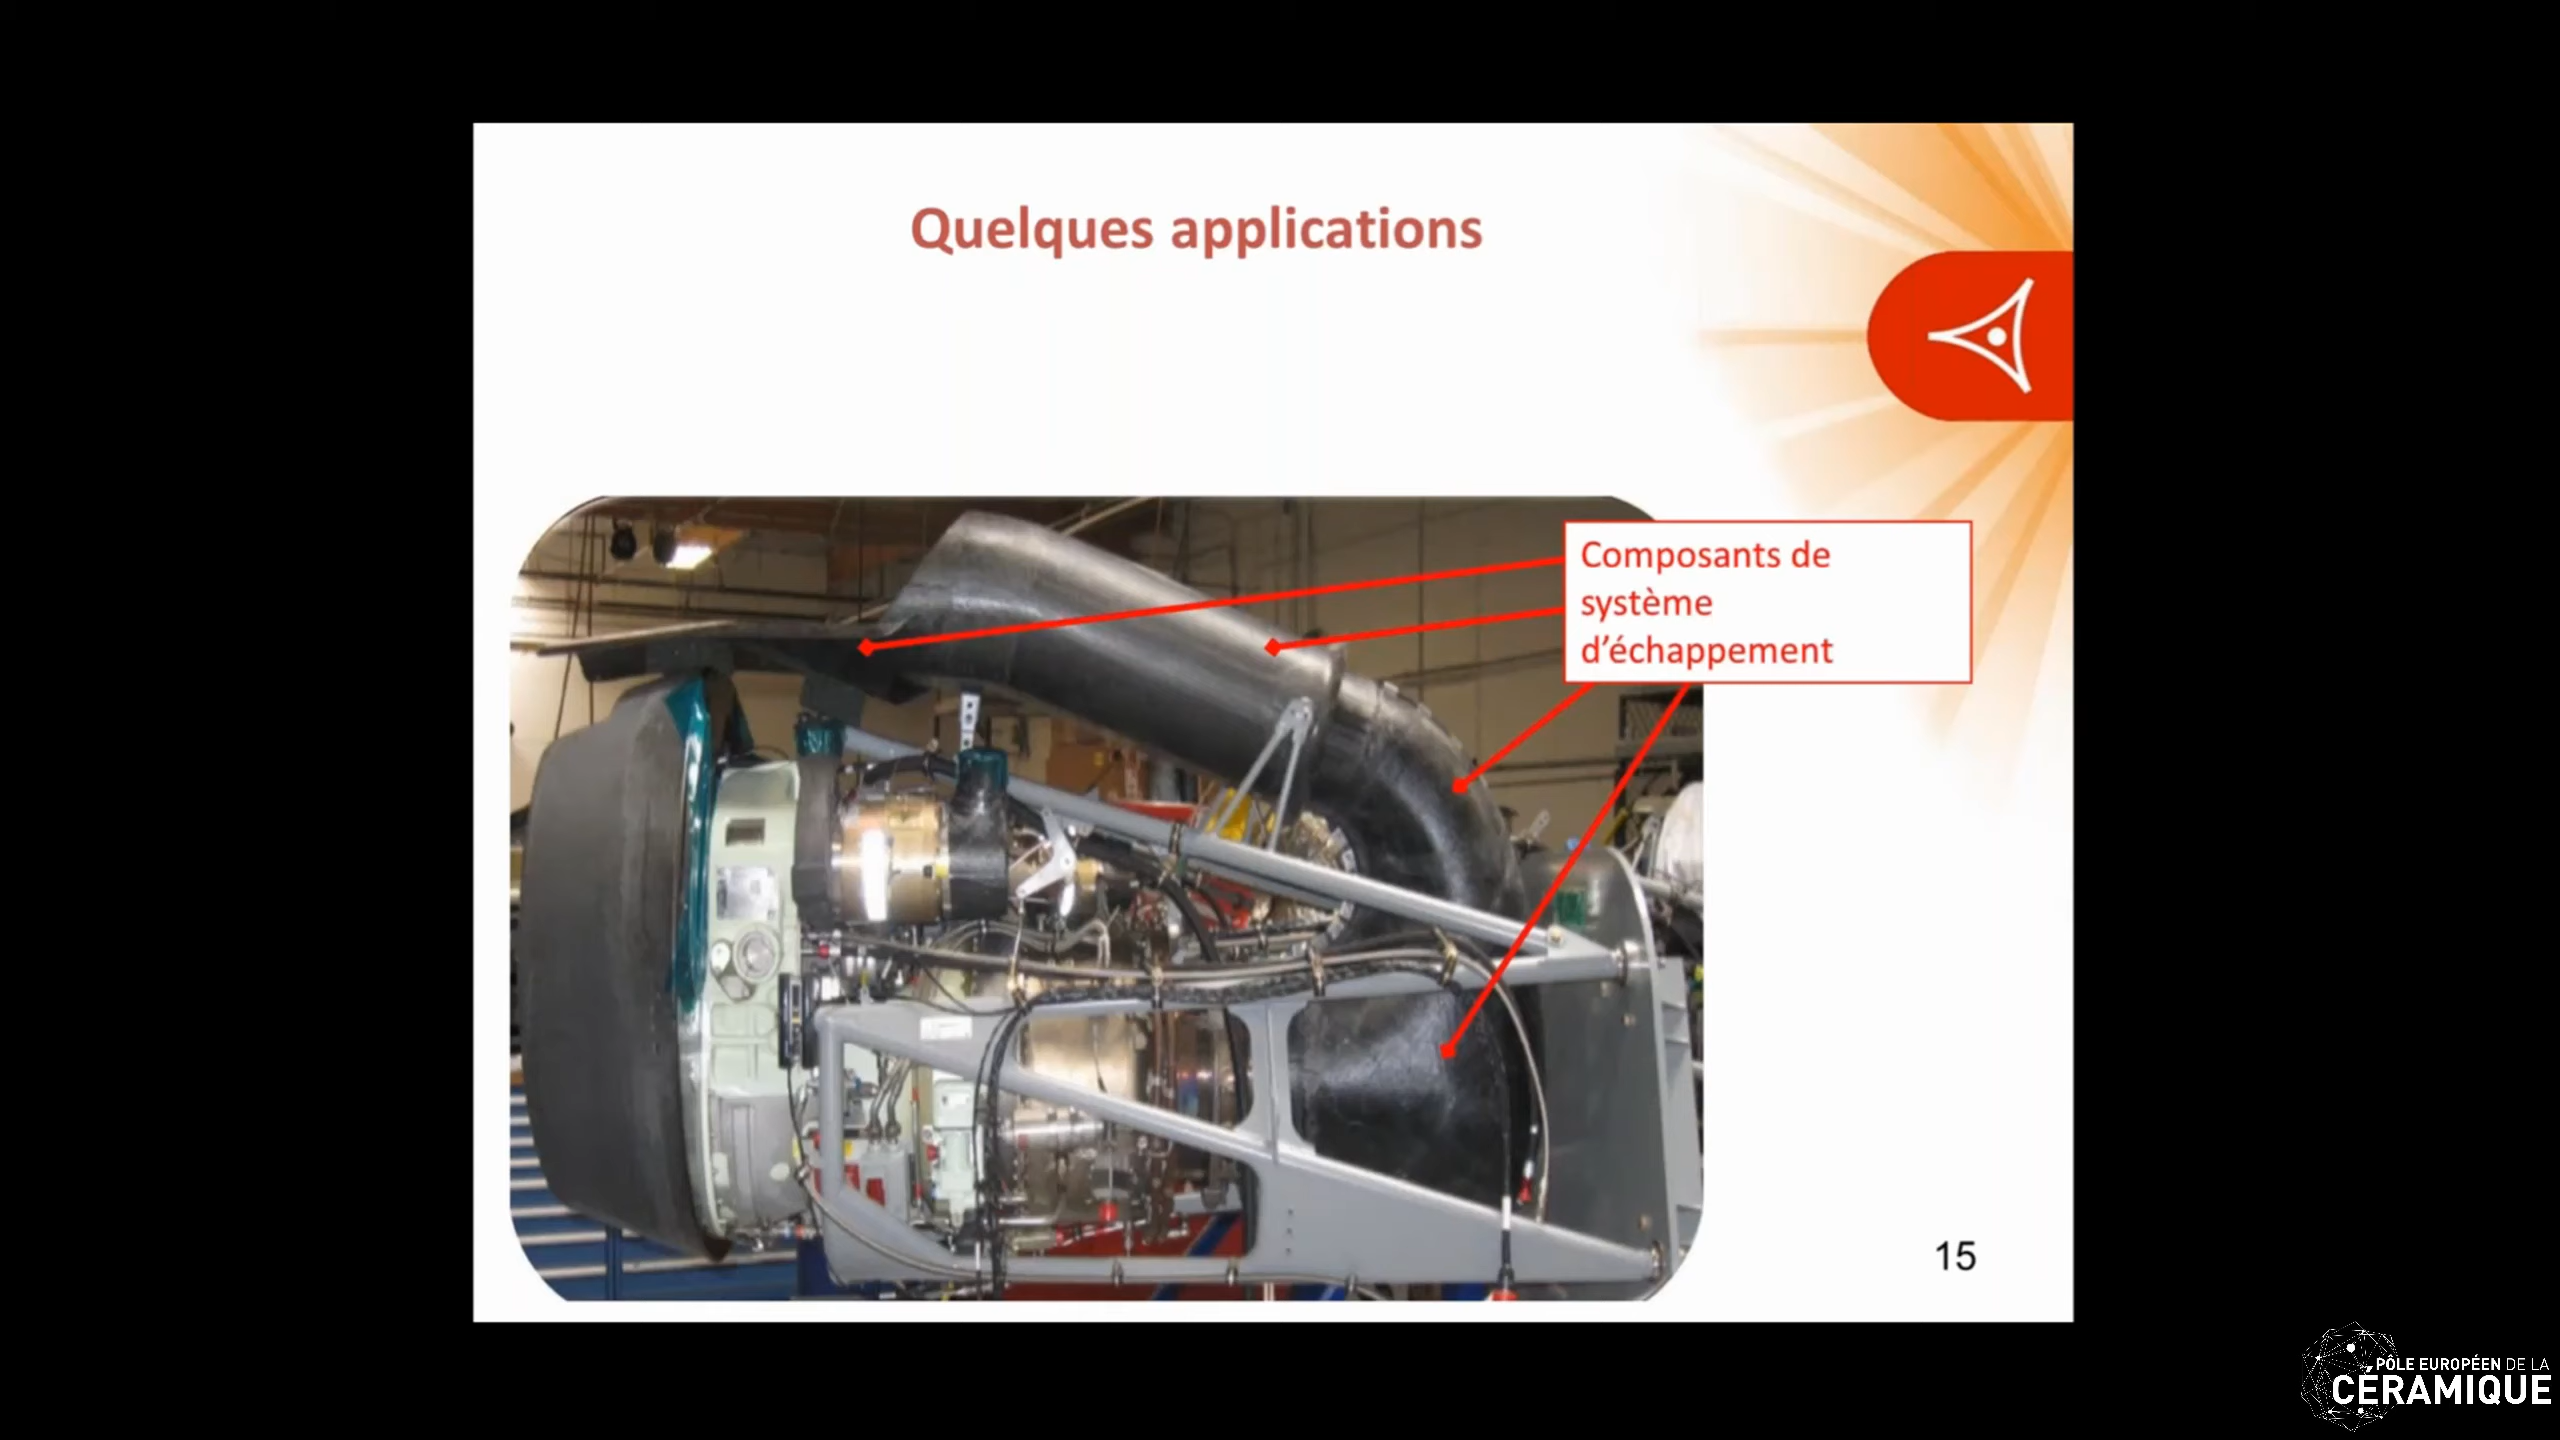 Quelques applications
Composants de
système
d’échappement
15
PÔLE EUROPÉEN DE LA
CÉRAMIQUE